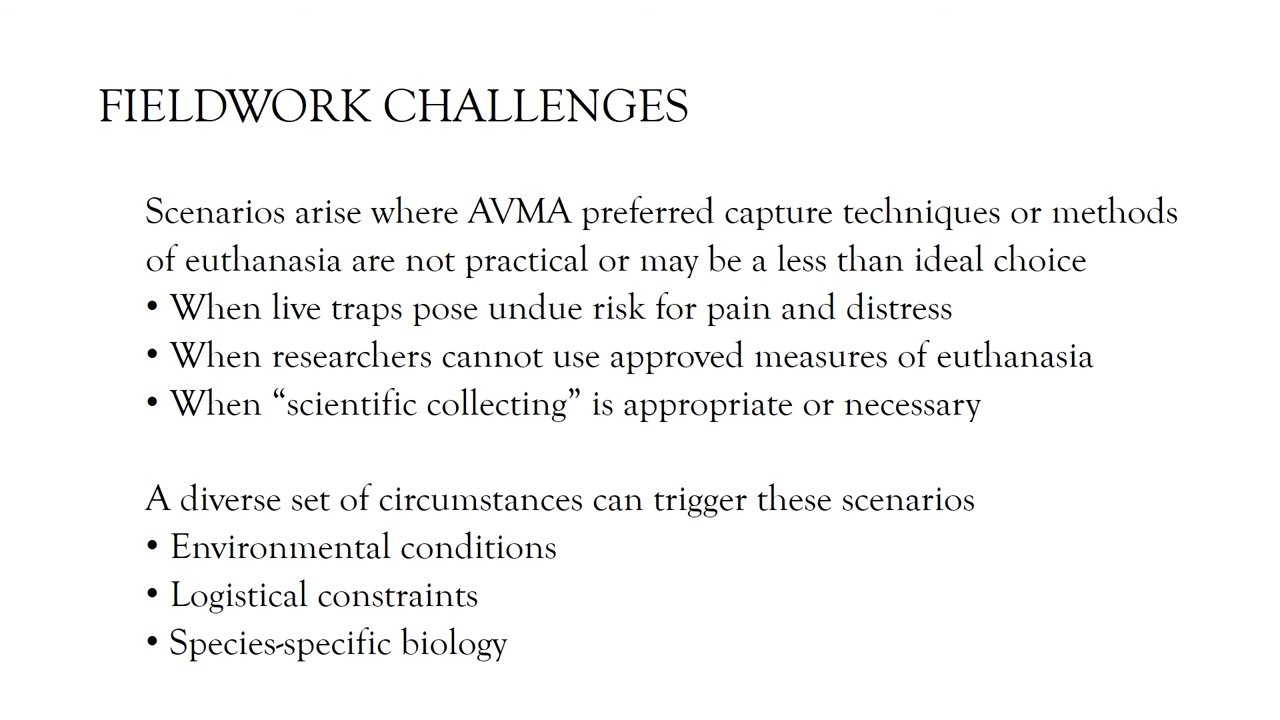 FIELDWORK CHALLENGES
Scenarios arise where AVMA preferred capture techniques or methods
of euthanasia are not practical or may be a less than ideal choice
• When live traps pose undue risk for pain and distress
• When researchers cannot use approved measures of euthanasia
• When “scientific collecting” is appropriate or necessary
A diverse set of circumstances can trigger these scenarios
• Environmental conditions
• Logistical constraints
• Species-specific biology